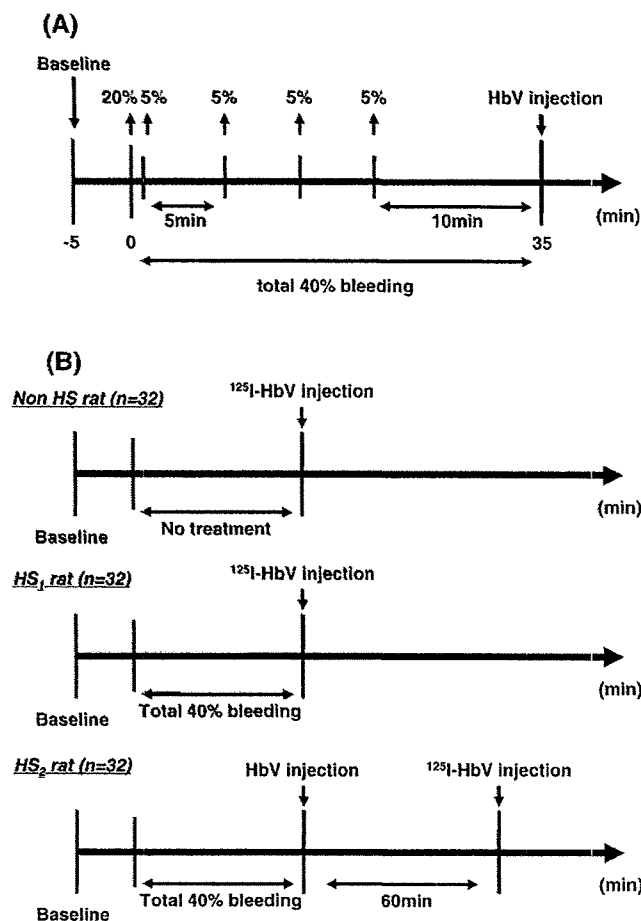 (A)
Baseline
20% 5% 5% 5% 5% HbV injection
5min 10min (min)
-5 0 35
total 40% bleeding
(B)
Non HS rat (n=32)
¹²⁵I-HbV injection
No treatment
(min)
Baseline
HS₁ rat (n=32)
¹²⁵I-HbV injection
Total 40% bleeding
(min)
Baseline
HS₂ rat (n=32)
HbV injection ¹²⁵I-HbV injection
Total 40% bleeding 60min
(min)
Baseline